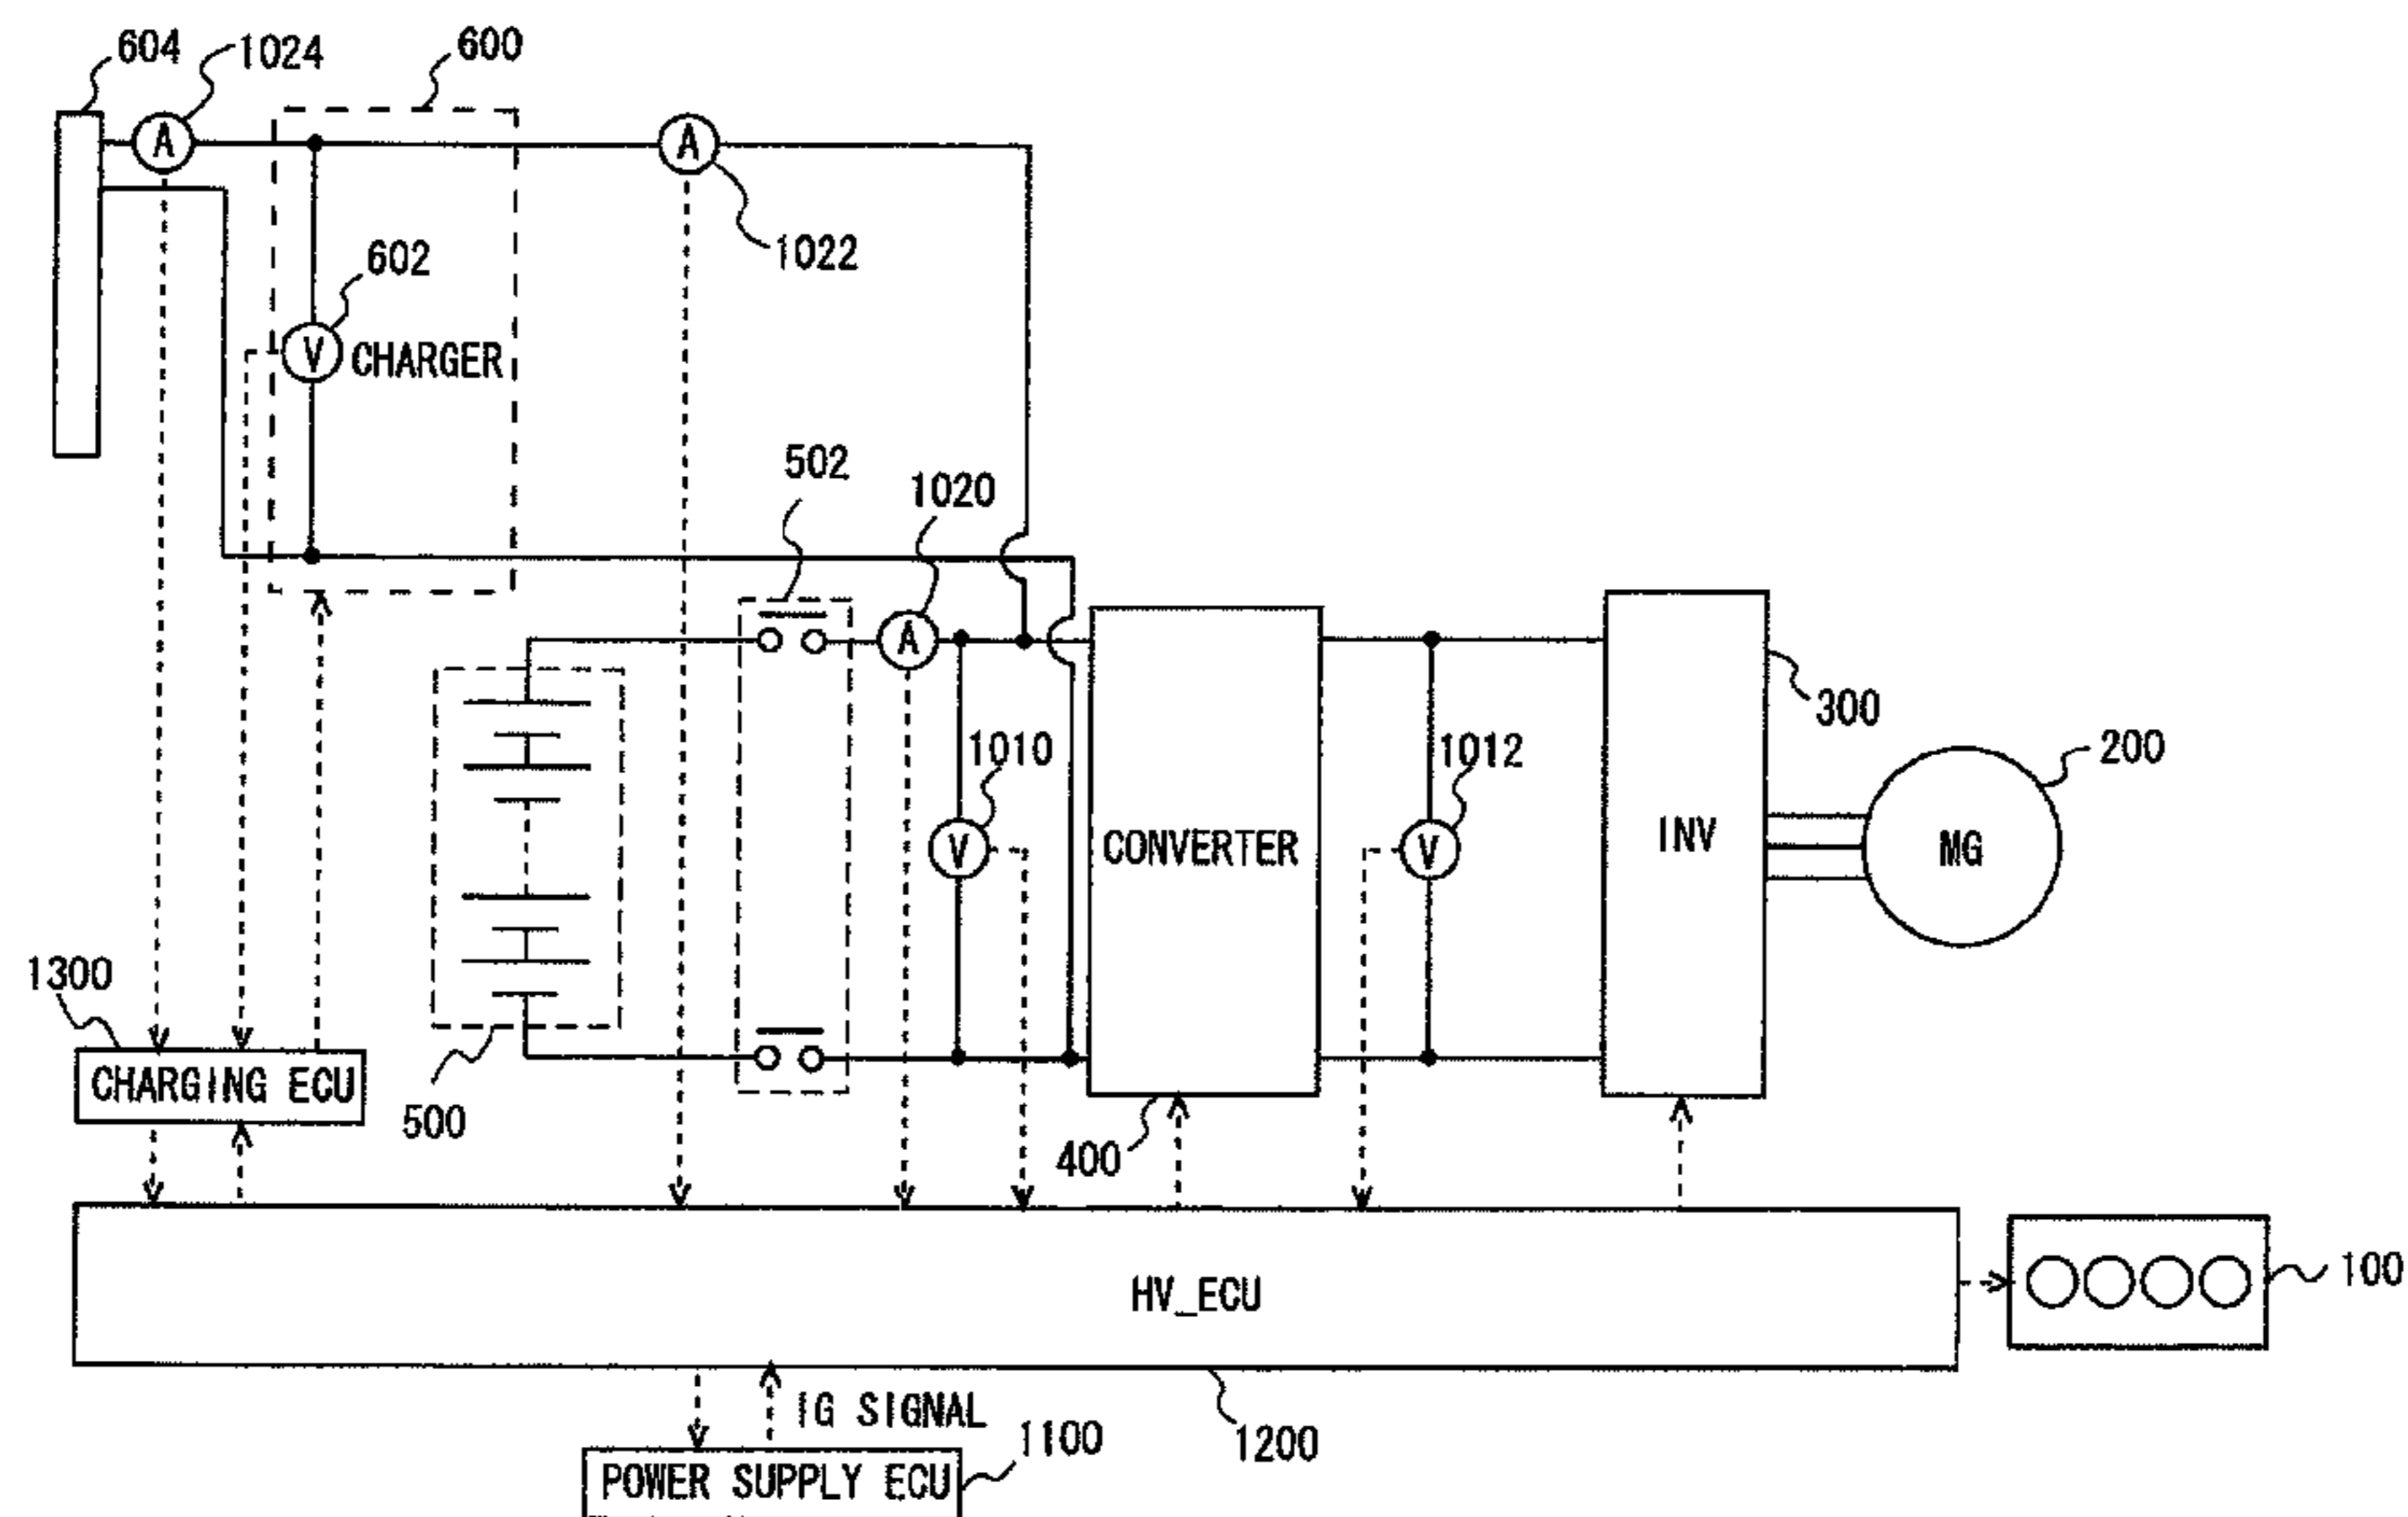 604
1024
600
A
A
1022
602
V
CHARGER
502
1020
A
300
1010
1012
200
V
CONVERTER
V
INV
MG
1300
CHARGING ECU
500
400
HV_ECU
100
IG SIGNAL
1100
1200
POWER SUPPLY ECU